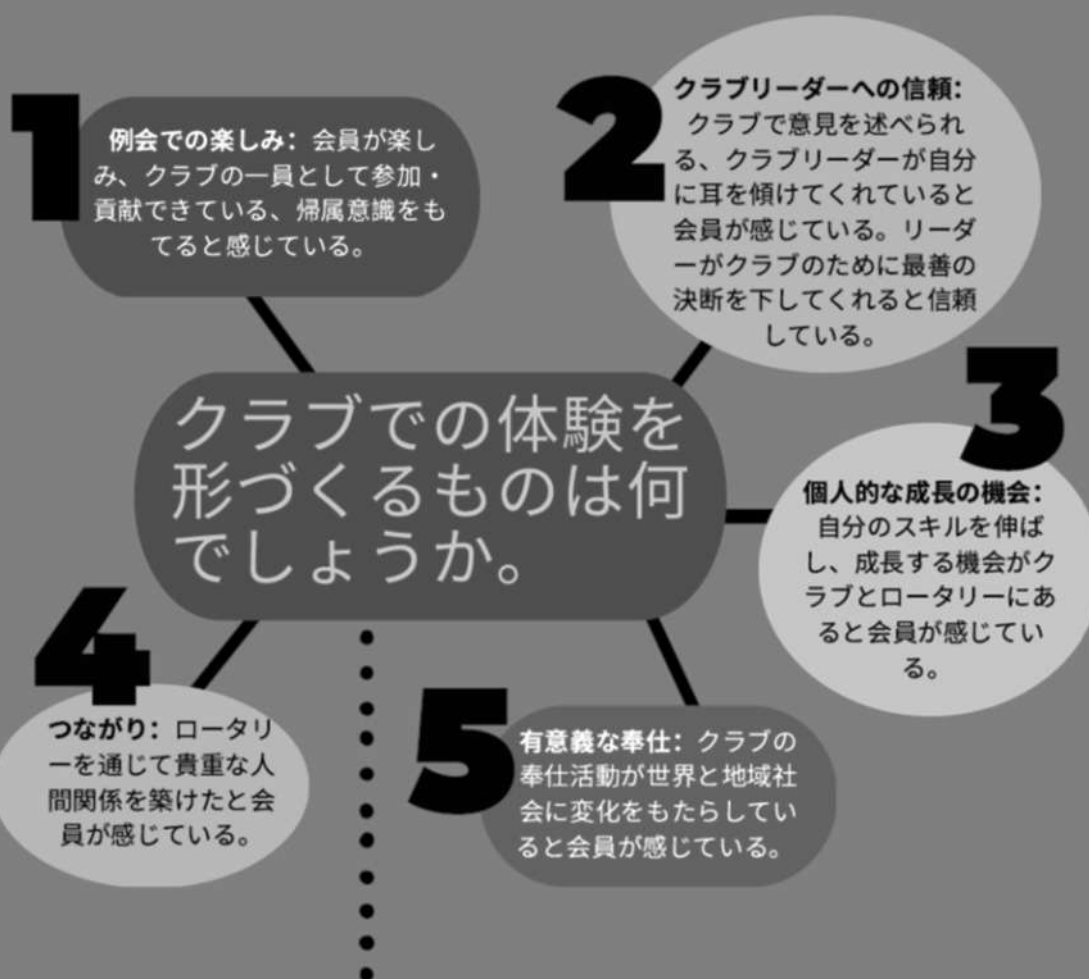 1
例会での楽しみ：会員が楽し
み、クラブの一員として参加・
貢献できている、帰属意識をも
てると感じている。
2
クラブリーダーへの信頼：
クラブで意見を述べられ
る、クラブリーダーが自分
に耳を傾けてくれていると
会員が感じている。リーダ
ーがクラブのために最善の
決断を下してくれると信頼
している。
クラブでの体験を
形づくるものは何
でしょうか。
3
個人的な成長の機会：
自分のスキルを伸ば
し、成長する機会がク
ラブとロータリーにあ
ると会員が感じてい
る。
4
つながり：ロータリ
ーを通じて貴重な人
間関係を築けたと会
員が感じている。
5
有意義な奉仕：クラブの
奉仕活動が世界と地域社
会に変化をもたらしてい
ると会員が感じている。